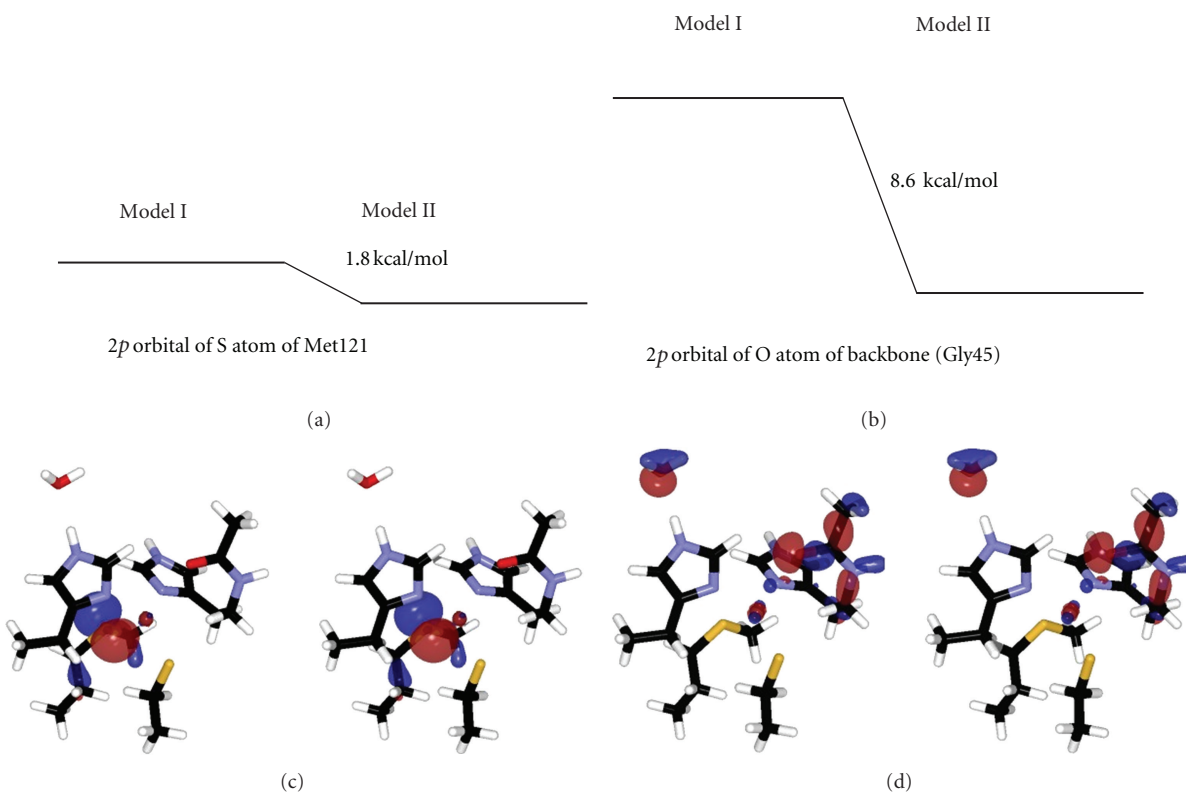 Model I
Model II
1.8 kcal/mol
2p orbital of S atom of Met121
(a)
Model I
Model II
8.6 kcal/mol
2p orbital of O atom of backbone (Gly45)
(b)
(c)
(d)